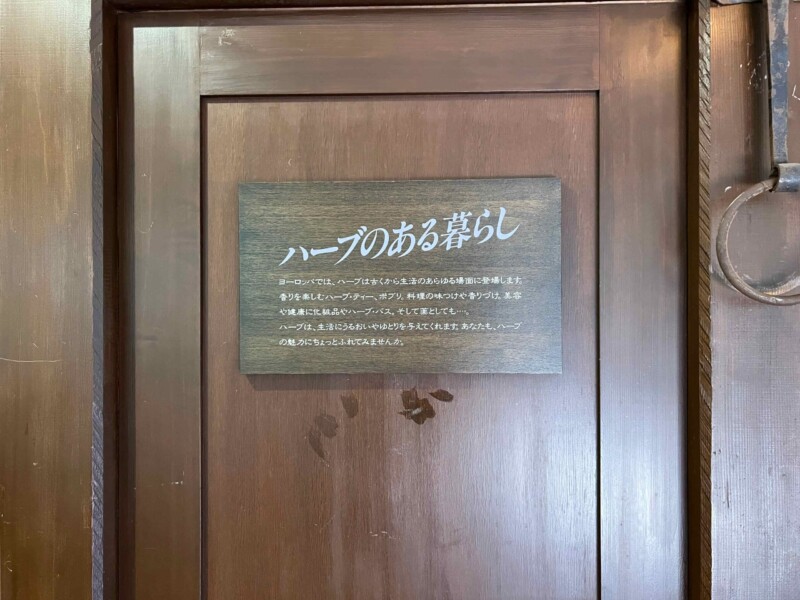 ハーブのある暮らし
ヨーロッパでは、ハーブは古くから生活のあらゆる場面に登場します。
香りを楽しむハーブ・ティー、ポプリ、料理の味つけや香りづけ、美容
や健康に化粧品やハーブ・バス、そして薬としても…。
ハーブは、生活にうるおいやゆとりを与えてくれます。あなたも、ハーブ
の魅力にちょっとふれてみませんか。